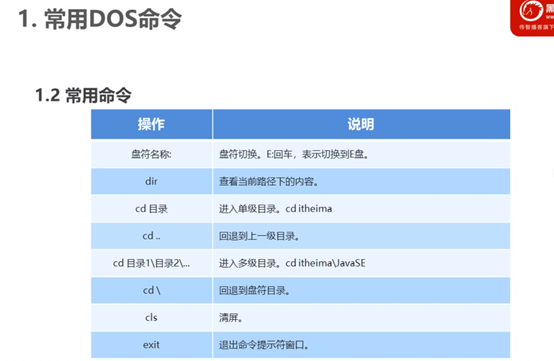 1. 常用DOS命令
黑
传智播客旗下
1.2 常用命令
操作 说明
盘符名称: 盘符切换。E:回车，表示切换到E盘。
dir 查看当前路径下的内容。
cd 目录 进入单级目录。cd itheima
cd .. 回退到上一级目录。
cd 目录1\目录2\... 进入多级目录。cd itheima\JavaSE
cd \ 回退到盘符目录。
cls 清屏。
exit 退出命令提示符窗口。